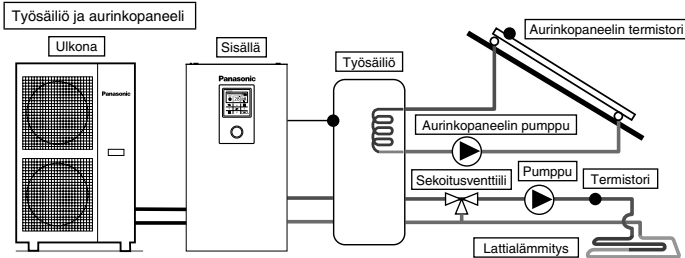 Työsäiliö ja aurinkopaneeli
Ulkona
Sisällä
Työsäiliö
Aurinkopaneelin termistori
Panasonic
Panasonic
Aurinkopaneelin pumppu
Sekoitusventtiili
Pumppu
Termistori
Lattialämmitys